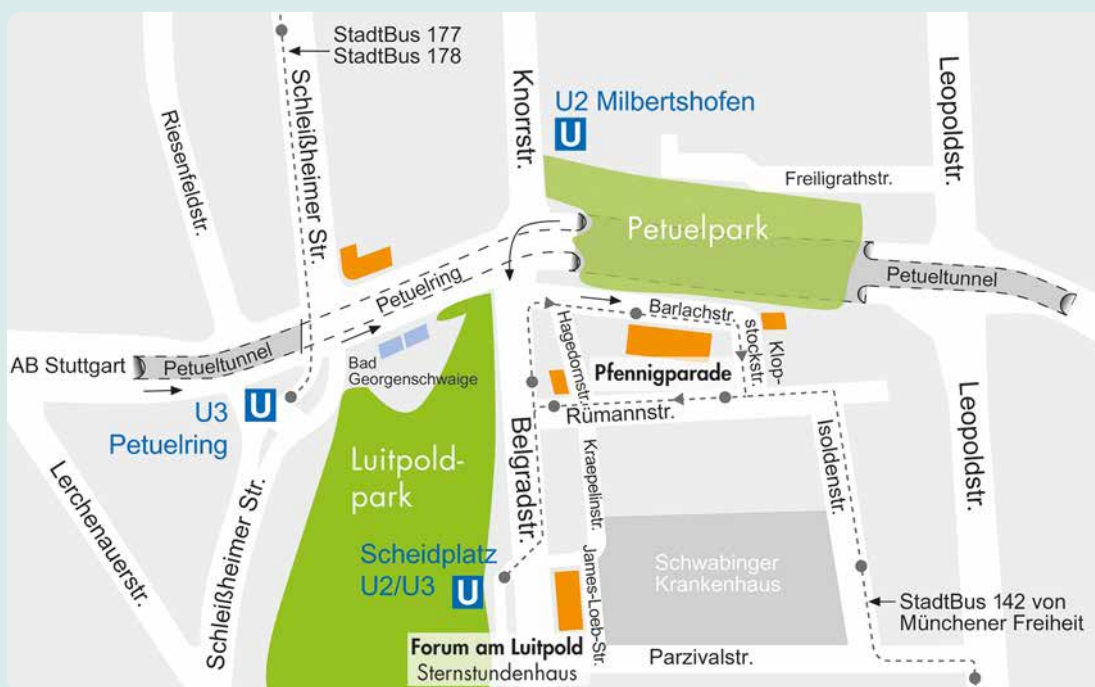 StadtBus 177
StadtBus 178
Schleißheimer Str.
Riesenfeldstr.
Knorrstr.
U2 Milbertshofen
U
Leopoldstr.
Freiligrathstr.
Petuelpark
Petueltunnel
Petuelring
Barlachstr.
AB Stuttgart
Petueltunnel
Bad
Georgenschwaige
Hagedornstr.
Pfennigparade
Klop-
stockstr.
U3
Petuelring
U
Rümannstr.
Lerchenauerstr.
Schleißheimer Str.
Luitpold-
park
Belgradstr.
Kraepelinstr.
Isoldenstr.
Leopoldstr.
Scheidplatz
U2/U3
U
James-Loeb-Str.
Schwabinger
Krankenhaus
StadtBus 142 von
Münchener Freiheit
Forum am Luitpold
Sternstundenhaus
Parzivalstr.